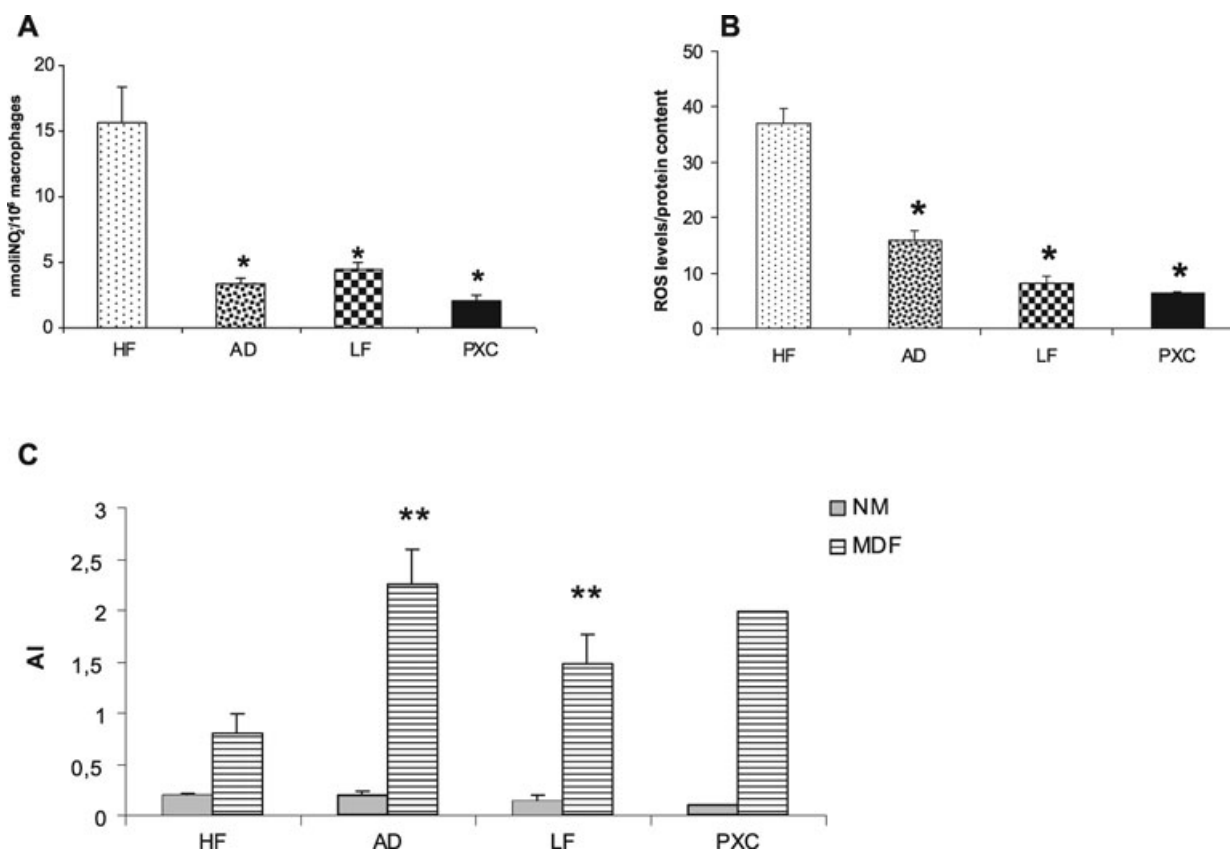 A
nmoliNO2-/10^6 macrophages
20
15
10
5
0
*
*
*
HF AD LF PXC
B
ROS levels/protein content
50
40
30
20
10
0
*
*
*
HF AD LF PXC
C
AI
3
2,5
2
1,5
1
0,5
0
**
**
HF AD LF PXC
NM
MDF